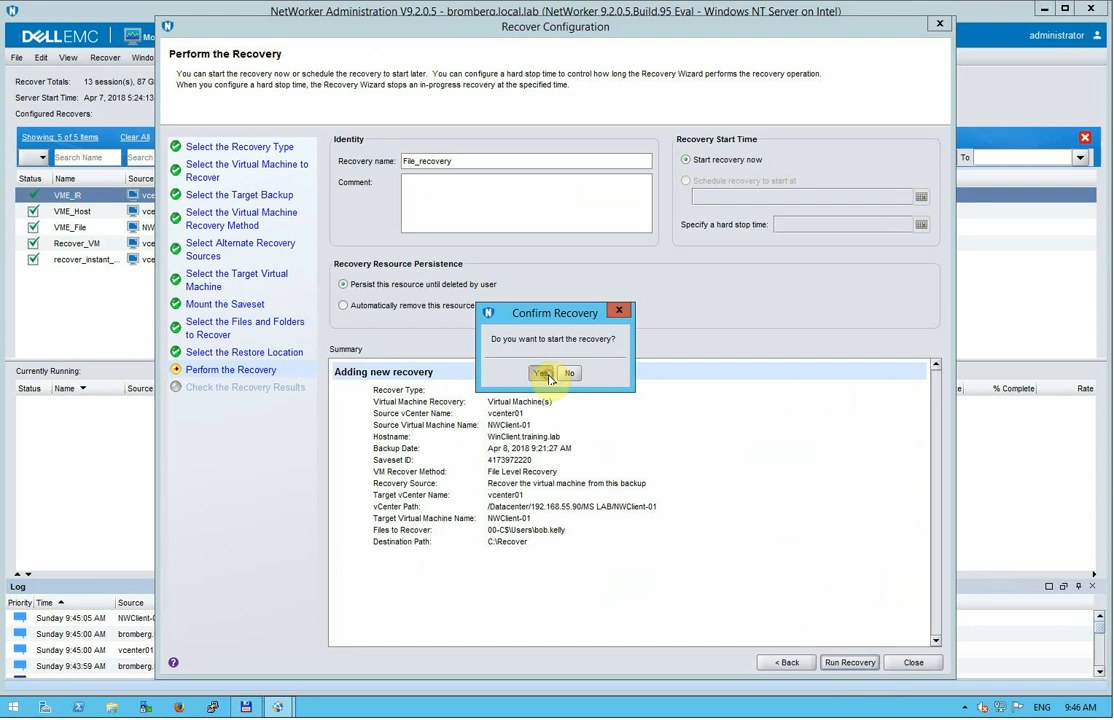 NetWorker Administration V9.2.0.5 - bromberg.local.lab (NetWorker 9.2.0.5.Build.95 Eval - Windows NT Server on Intel)
DELLEMC
Mo
administrator
File Edit View Recover Windo
Recover Totals: 13 session(s), 87 G
Server Start Time: Apr 7, 2018 5:24:13
Configured Recovers:
Showing: 5 of 5 Items Clear All
Search Name Search
To
Status Name Source
VME_IR vce
VME_Host vce
VME_File NW
Recover_VM vce
recover_instant_... vce
Currently Running:
Status Name Source
% Complete Rate
Log
Priority Time Source
Sunday 9:45:05 AM NWClient-0
Sunday 9:45:00 AM bromberg.
Sunday 9:45:00 AM vcenter01
Sunday 9:43:59 AM bromberg.
Recover Configuration
Perform the Recovery
You can start the recovery now or schedule the recovery to start later. You can configure a hard stop time to control how long the Recovery Wizard performs the recovery operation.
When you configure a hard stop time, the Recovery Wizard stops an in-progress recovery at the specified time.
Select the Recovery Type
Select the Virtual Machine to
Recover
Select the Target Backup
Select the Virtual Machine
Recovery Method
Select Alternate Recovery
Sources
Select the Target Virtual
Machine
Mount the Saveset
Select the Files and Folders
to Recover
Select the Restore Location
Perform the Recovery
Check the Recovery Results
Identity
Recovery name: File_recovery
Comment:
Recovery Start Time
Start recovery now
Schedule recovery to start at
Specify a hard stop time:
Recovery Resource Persistence
Persist this resource until deleted by user
Automatically remove this resource
Confirm Recovery
Do you want to start the recovery?
Yes No
Summary
Adding new recovery
Recover Type:
Virtual Machine Recovery: Virtual Machine(s)
Source vCenter Name: vcenter01
Source Virtual Machine Name: NWClient-01
Hostname: WinClient.training.lab
Backup Date: Apr 8, 2018 9:21:27 AM
Saveset ID: 4173972220
VM Recover Method: File Level Recovery
Recovery Source: Recover the virtual machine from this backup
Target vCenter Name: vcenter01
vCenter Path: /Datacenter/192.168.55.90/MS LAB/NWClient-01
Target Virtual Machine Name: NWClient-01
Files to Recover: 00-C$\Users\bob.kelly
Destination Path: C:\Recover
< Back Run Recovery Close
ENG 9:46 AM